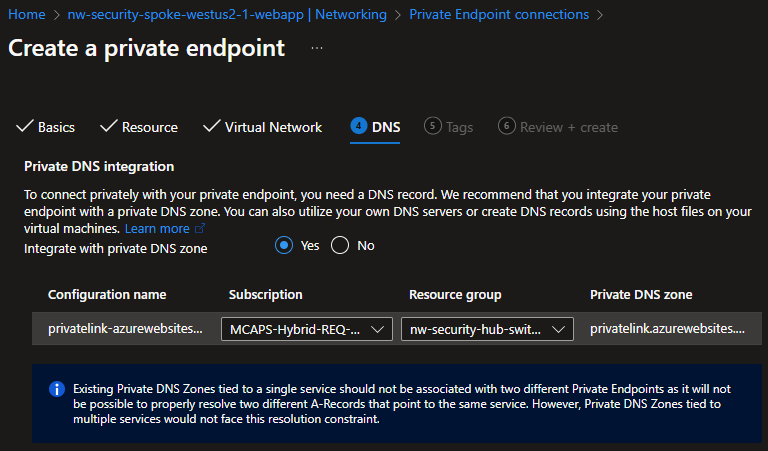 Home > nw-security-spoke-westus2-1-webapp | Networking > Private Endpoint connections >
Create a private endpoint ...
Basics Resource Virtual Network 4 DNS 5 Tags 6 Review + create
Private DNS integration
To connect privately with your private endpoint, you need a DNS record. We recommend that you integrate your private
endpoint with a private DNS zone. You can also utilize your own DNS servers or create DNS records using the host files on your
virtual machines. Learn more
Integrate with private DNS zone Yes No
Configuration name Subscription Resource group Private DNS zone
privatelink-azurewebsites... MCAPS-Hybrid-REQ-... nw-security-hub-swit... privatelink.azurewebsites....
Existing Private DNS Zones tied to a single service should not be associated with two different Private Endpoints as it will not
be possible to properly resolve two different A-Records that point to the same service. However, Private DNS Zones tied to
multiple services would not face this resolution constraint.